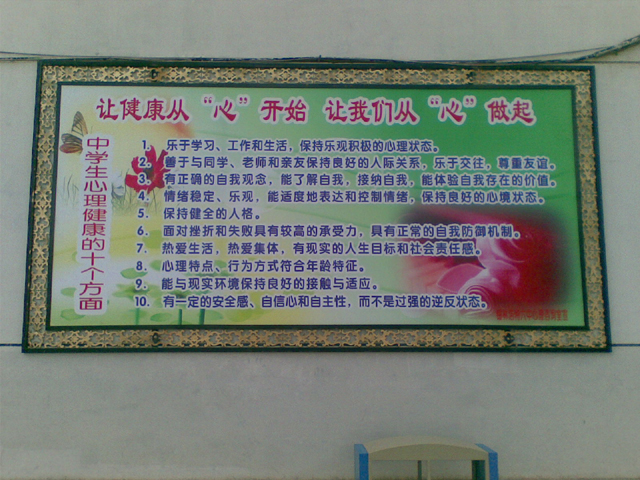 让健康从“心”开始 让我们从“心”做起
中学生心理健康的十个方面
1、乐于学习、工作和生活，保持乐观积极的心理状态。
2、善于与同学、老师和亲友保持良好的人际关系，乐于交往，尊重友谊。
3、有正确的自我观念，能了解自我，接纳自我，能体验自我存在的价值。
4、情绪稳定、乐观，能适度地表达和控制情绪，保持良好的心境状态。
5、保持健全的人格。
6、面对挫折和失败具有较高的承受力，具有正常的自我防御机制。
7、热爱生活，热爱集体，有现实的人生目标和社会责任感。
8、心理特点、行为方式符合年龄特征。
9、能与现实环境保持良好的接触与适应。
10、有一定的安全感、自信心和自主性，而不是过强的逆反状态。